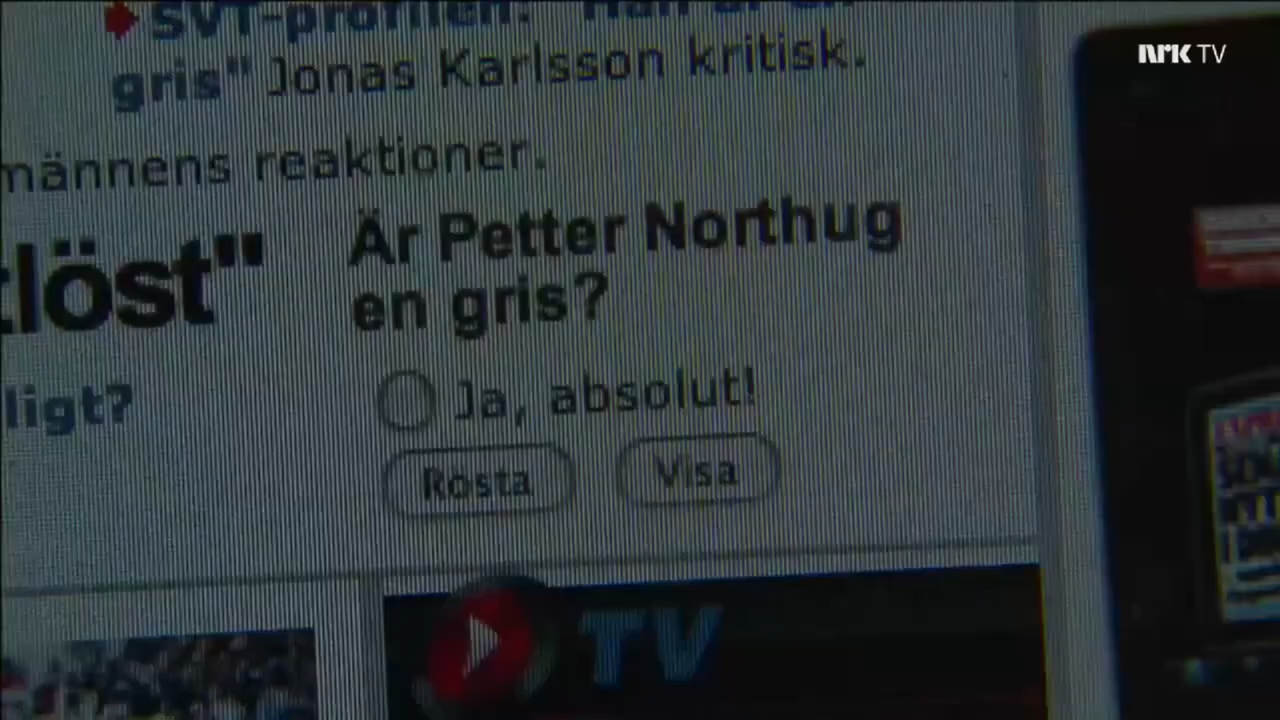 SVT-profilen: "Han är en
gris" Jonas Karlsson kritisk.
männens reaktioner.
löst"
ligt?
Är Petter Northug
en gris?
Ja, absolut!
Rösta
Visa
TV
NRK TV